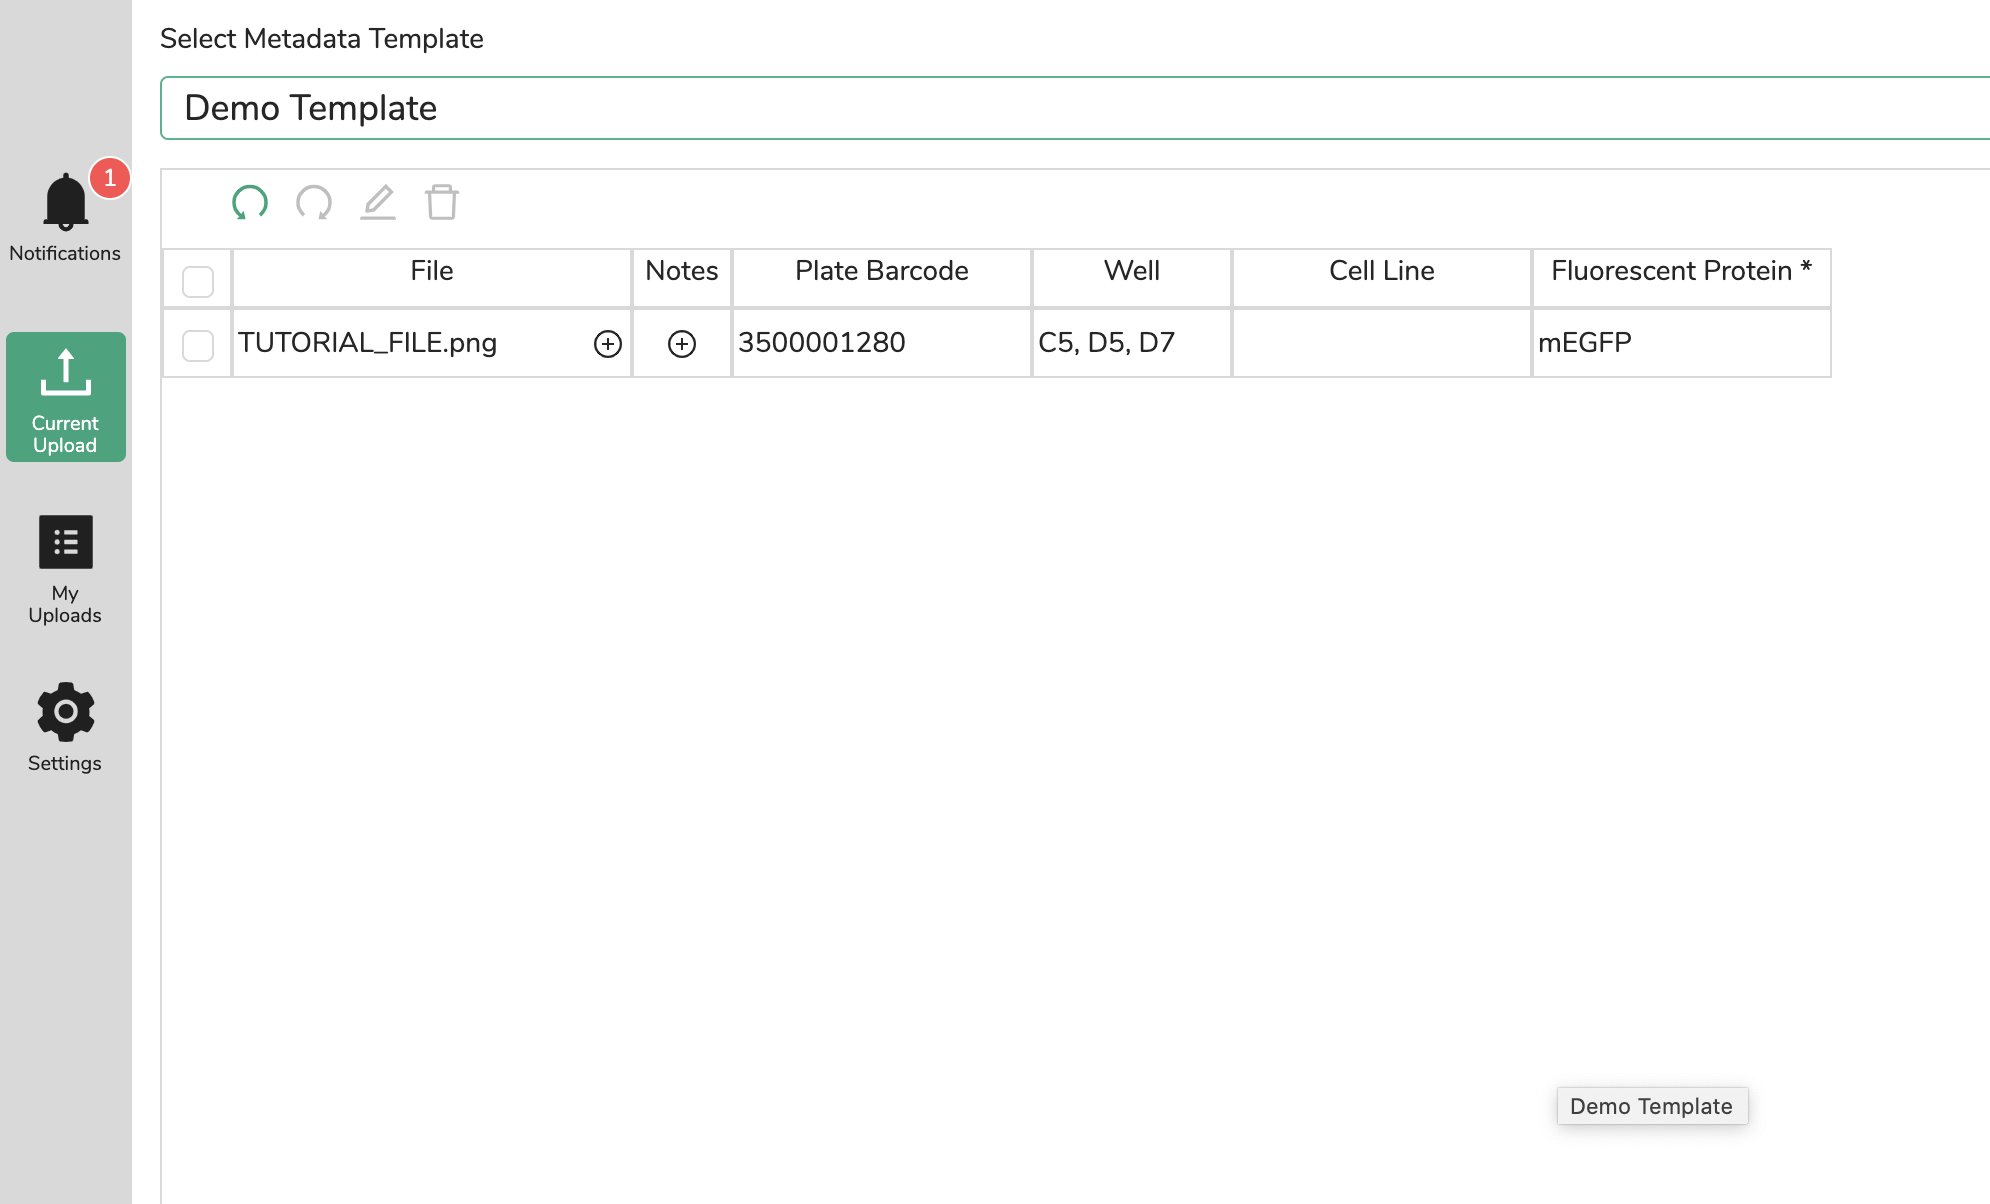 Select Metadata Template
Demo Template
1
Notifications
Current
Upload
My
Uploads
Settings
File Notes Plate Barcode Well Cell Line Fluorescent Protein *
TUTORIAL_FILE.png 3500001280 C5, D5, D7 mEGFP
Demo Template